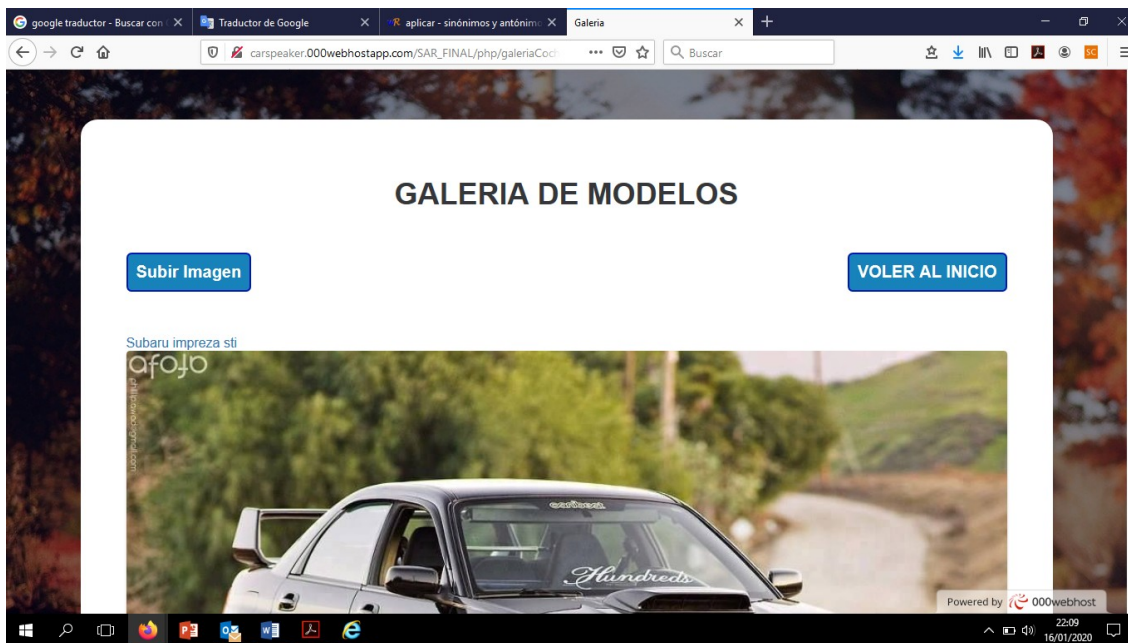 google traductor - Buscar con
Traductor de Google
aplicar - sinónimos y antónimo
Galeria
carspeaker.000webhostapp.com/SAR_FINAL/php/galeriaCoch
Buscar
GALERIA DE MODELOS
Subir Imagen
VOLER AL INICIO
Subaru impreza sti
afoto
Hundreds
Powered by 000webhost
22:09
16/01/2020